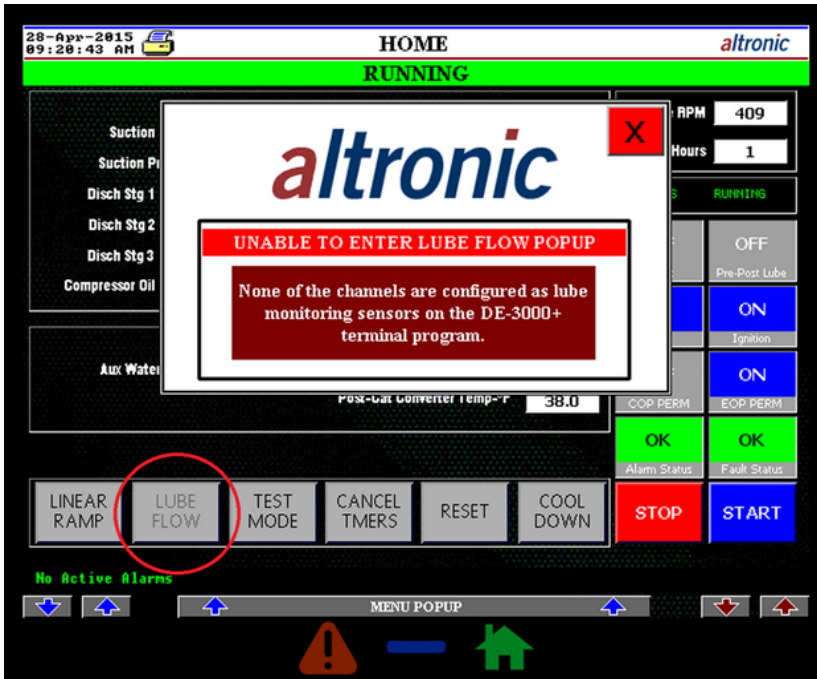 28-Apr-2015
09:20:43 AM
HOME
altronic
RUNNING
Suction
Suction Pr
Disch Stg 1
Disch Stg 2
Disch Stg 3
Compressor Oil
Aux Water
Post-Cat Converter Temp-°F 38.0
RPM 409
Hours 1
S RUNNING
altronic
X
UNABLE TO ENTER LUBE FLOW POPUP
None of the channels are configured as lube
monitoring sensors on the DE-3000+
terminal program.
OFF
Pre-Post Lube
ON
Ignition
ON
COP PERM EOP PERM
OK OK
Alarm Status Fault Status
LINEAR
RAMP
LUBE
FLOW
TEST
MODE
CANCEL
TMERS
RESET
COOL
DOWN
STOP
START
No Active Alarms
MENU POPUP